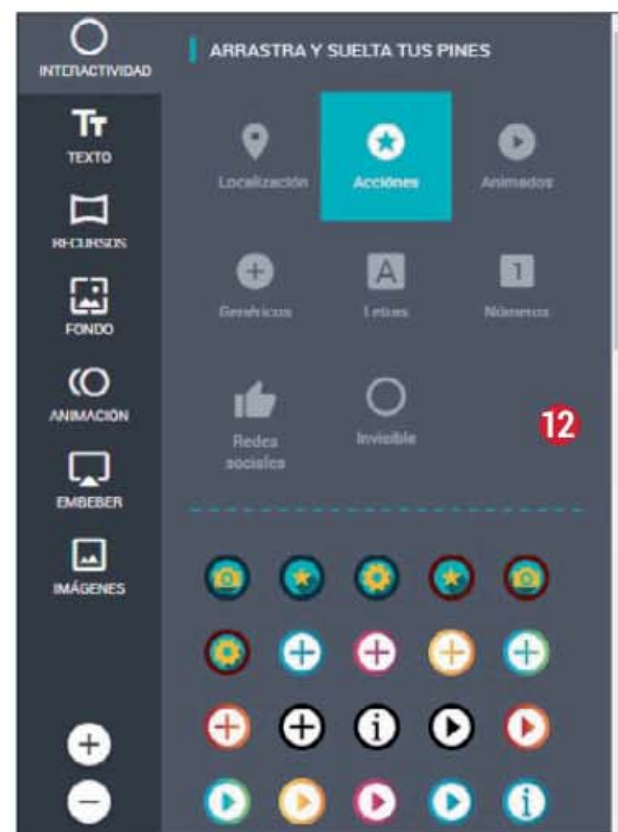 INTERACTIVIDAD
TEXTO
RECURSOS
FONDO
ANIMACIÓN
EMBEBER
IMÁGENES
ARRASTRA Y SUELTA TUS PINES
Localización
Acciónes
Animados
Genéricos
Letras
Números
Redes
sociales
Invisible
12